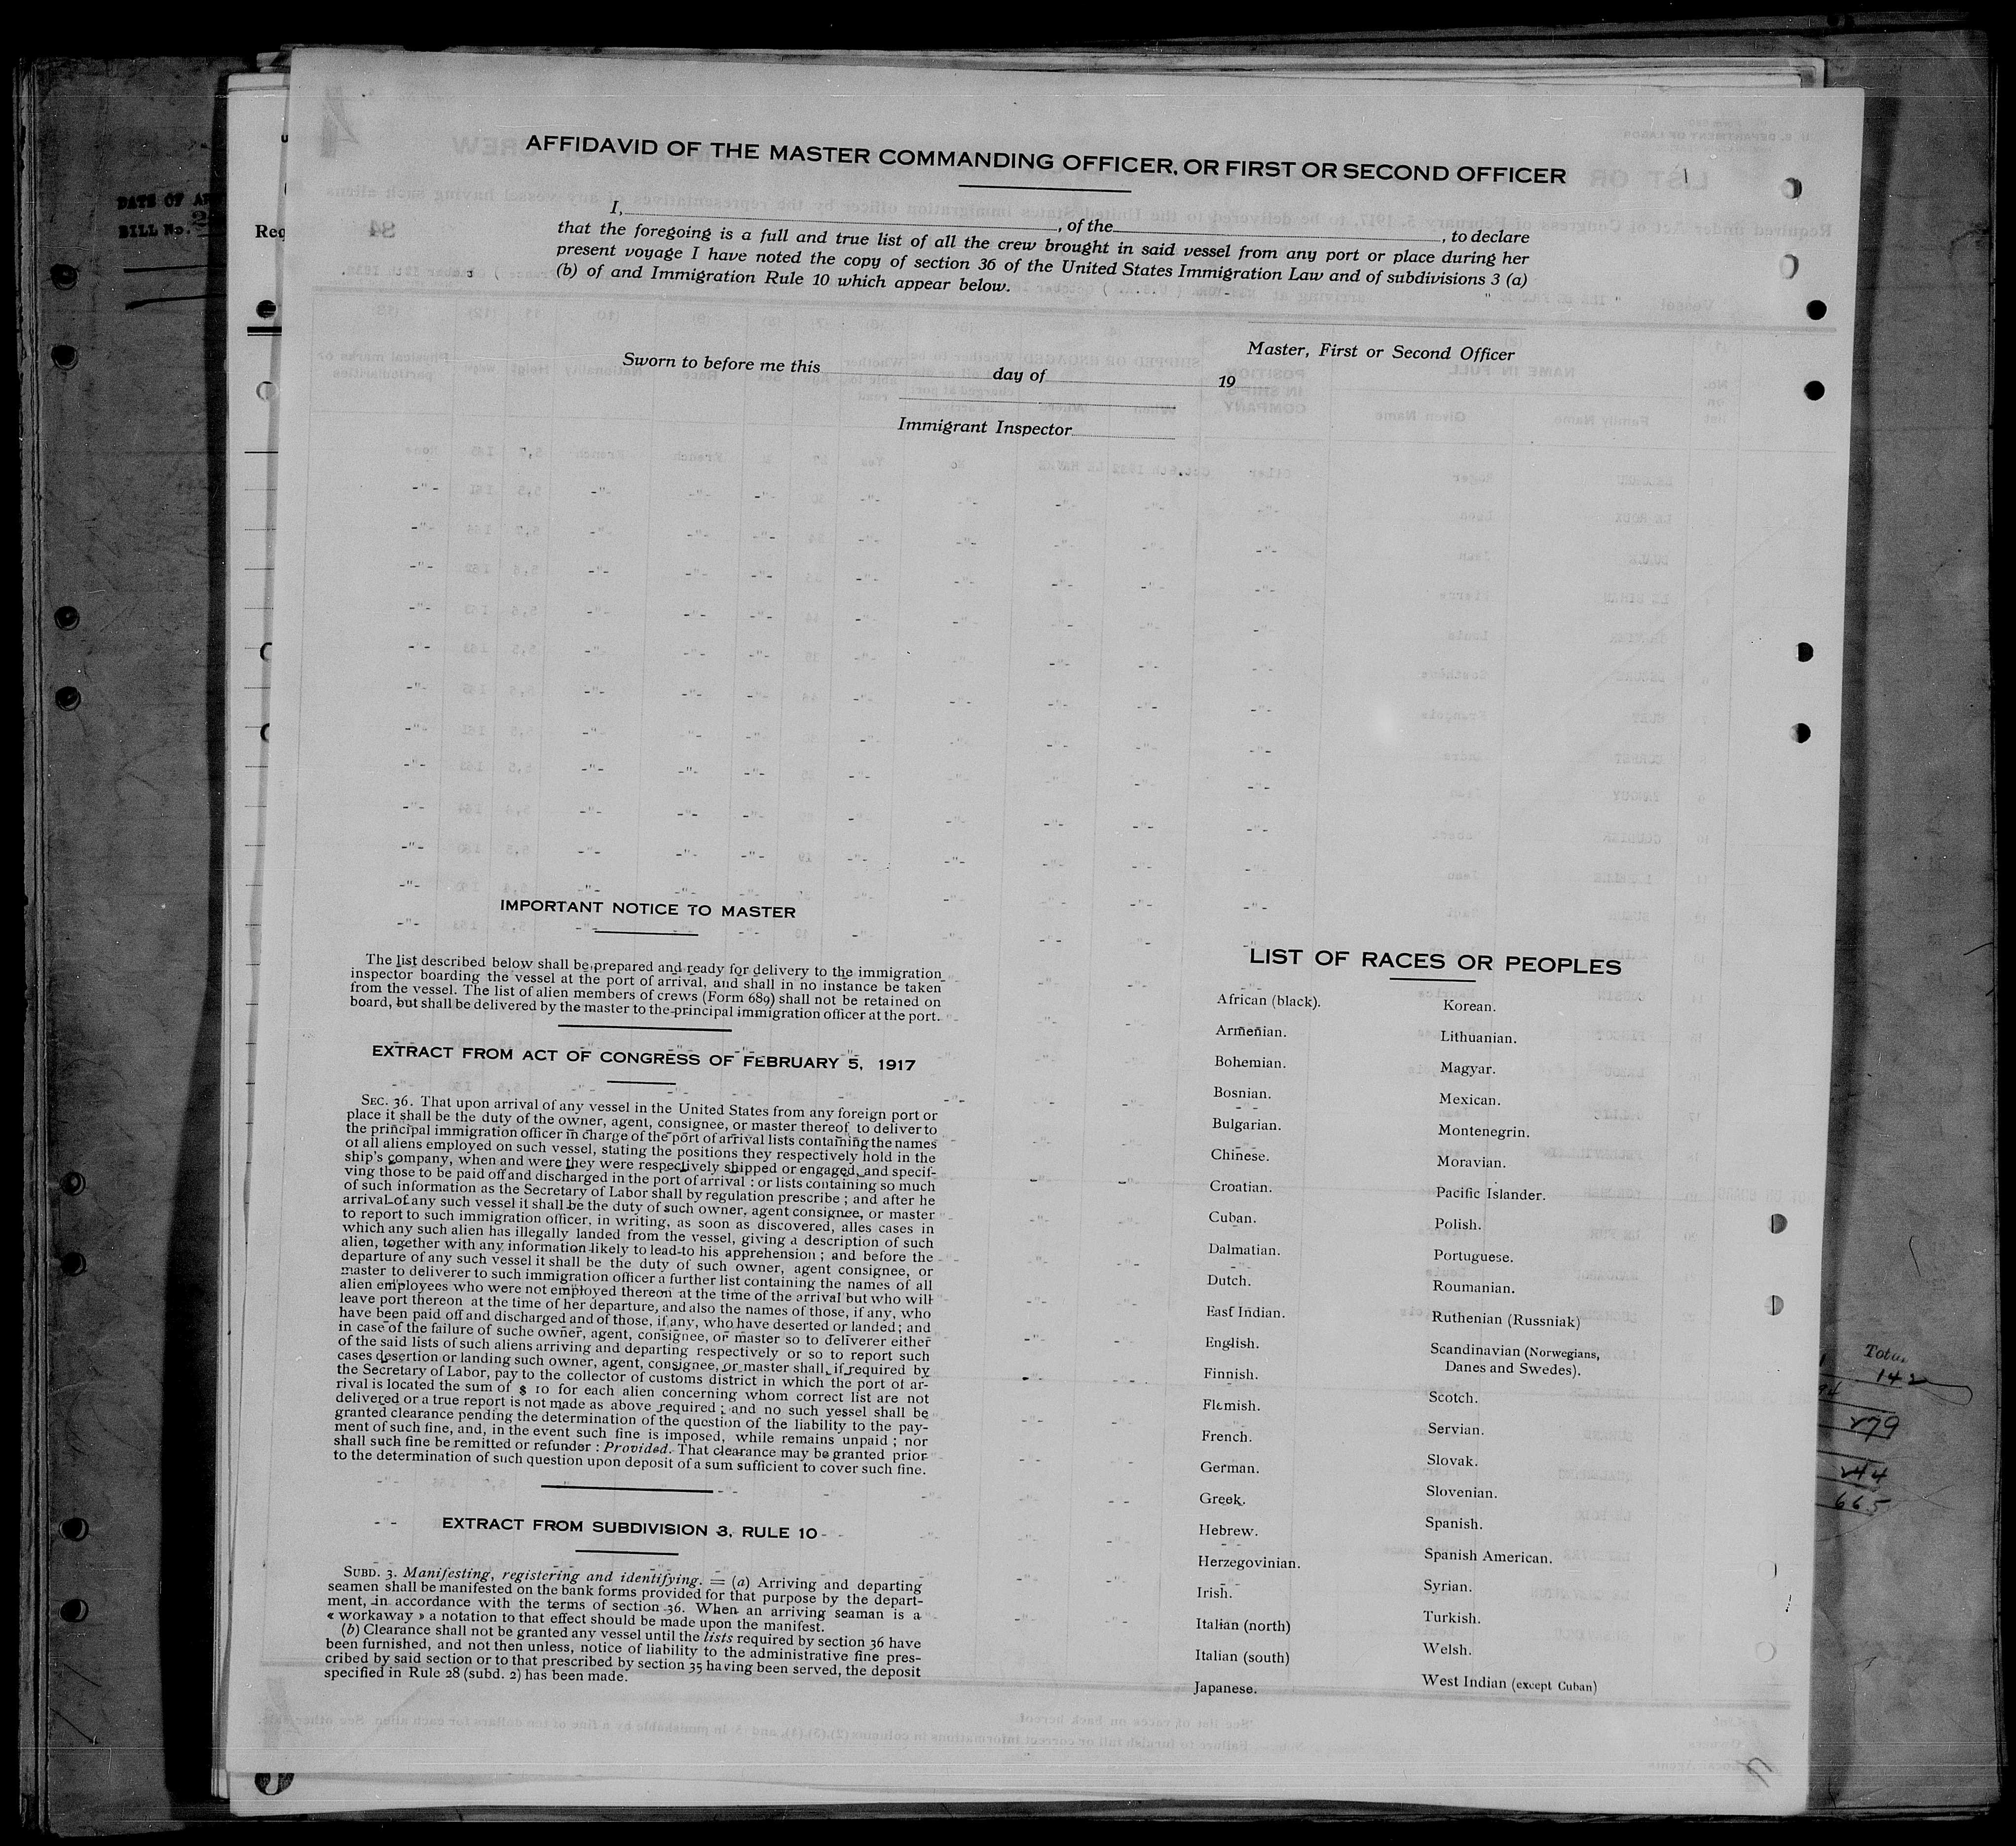 AFFIDAVID OF THE MASTER COMMANDING OFFICER, OR FIRST OR SECOND OFFICER
I, , of the , to declare
that the foregoing is a full and true list of all the crew brought in said vessel from any port or place during her
present voyage I have noted the copy of section 36 of the United States Immigration Law and of subdivisions 3 (a)
(b) of and Immigration Rule 10 which appear below.
Master, First or Second Officer
Sworn to before me this day of 19
Immigrant Inspector
IMPORTANT NOTICE TO MASTER
The list described below shall be prepared and ready for delivery to the immigration
inspector boarding the vessel at the port of arrival, and shall in no instance be taken
from the vessel. The list of alien members of crews (Form 689) shall not be retained on
board, but shall be delivered by the master to the principal immigration officer at the port.
EXTRACT FROM ACT OF CONGRESS OF FEBRUARY 5, 1917
SEC. 36. That upon arrival of any vessel in the United States from any foreign port or
place it shall be the duty of the owner, agent, consignee, or master thereof to deliver to
the principal immigration officer in charge of the port of arrival lists containing the names
of all aliens employed on such vessel, stating the positions they respectively hold in the
ship's company, when and were they were respectively shipped or engaged, and specif-
ving those to be paid off and discharged in the port of arrival : or lists containing so much
of such information as the Secretary of Labor shall by regulation prescribe ; and after he
arrival of any such vessel it shall be the duty of such owner, agent consignee, or master
to report to such immigration officer, in writing, as soon as discovered, alles cases in
which any such alien has illegally landed from the vessel, giving a description of such
alien, together with any information likely to lead to his apprehension ; and before the
departure of any such vessel it shall be the duty of such owner, agent consignee, or
master to deliverer to such immigration officer a further list containing the names of all
alien employees who were not employed thereon at the time of the arrival but who will
leave port thereon at the time of her departure, and also the names of those, if any, who
have been paid off and discharged and of those, if any, who have deserted or landed ; and
in case of the failure of suche owner, agent, consignee, or master so to deliverer either
of the said lists of such aliens arriving and departing respectively or so to report such
cases desertion or landing such owner, agent, consignee, or master shall, if required by
the Secretary of Labor, pay to the collector of customs district in which the port of ar-
rival is located the sum of $ 10 for each alien concerning whom correct list are not
delivered or a true report is not made as above required ; and no such vessel shall be
granted clearance pending the determination of the question of the liability to the pay-
ment of such fine, and, in the event such fine is imposed, while remains unpaid ; nor
shall such fine be remitted or refunder : Provided. That clearance may be granted prior
to the determination of such question upon deposit of a sum sufficient to cover such fine.
EXTRACT FROM SUBDIVISION 3, RULE 10
SUBD. 3. Manifesting, registering and identifying. = (a) Arriving and departing
seamen shall be manifested on the bank forms provided for that purpose by the depart-
ment, in accordance with the terms of section 36. When an arriving seaman is a
« workaway » a notation to that effect should be made upon the manifest.
(b) Clearance shall not be granted any vessel until the lists required by section 36 have
been furnished, and not then unless, notice of liability to the administrative fine pres-
cribed by said section or to that prescribed by section 35 having been served, the deposit
specified in Rule 28 (subd. 2) has been made.
LIST OF RACES OR PEOPLES
African (black).
Armenian.
Bohemian.
Bosnian.
Bulgarian.
Chinese.
Croatian.
Cuban.
Dalmatian.
Dutch.
East Indian.
English.
Finnish.
Flemish.
French.
German.
Greek.
Hebrew.
Herzegovinian.
Irish.
Italian (north)
Italian (south)
Japanese.
Korean.
Lithuanian.
Magyar.
Mexican.
Montenegrin.
Moravian.
Pacific Islander.
Polish.
Portuguese.
Roumanian.
Ruthenian (Russniak)
Scandinavian (Norwegians,
Danes and Swedes).
Scotch.
Servian.
Slovak.
Slovenian.
Spanish.
Spanish American.
Syrian.
Turkish.
Welsh.
West Indian (except Cuban)
DATE OF
BILL No.
Req
Total
142
94
279
244
665